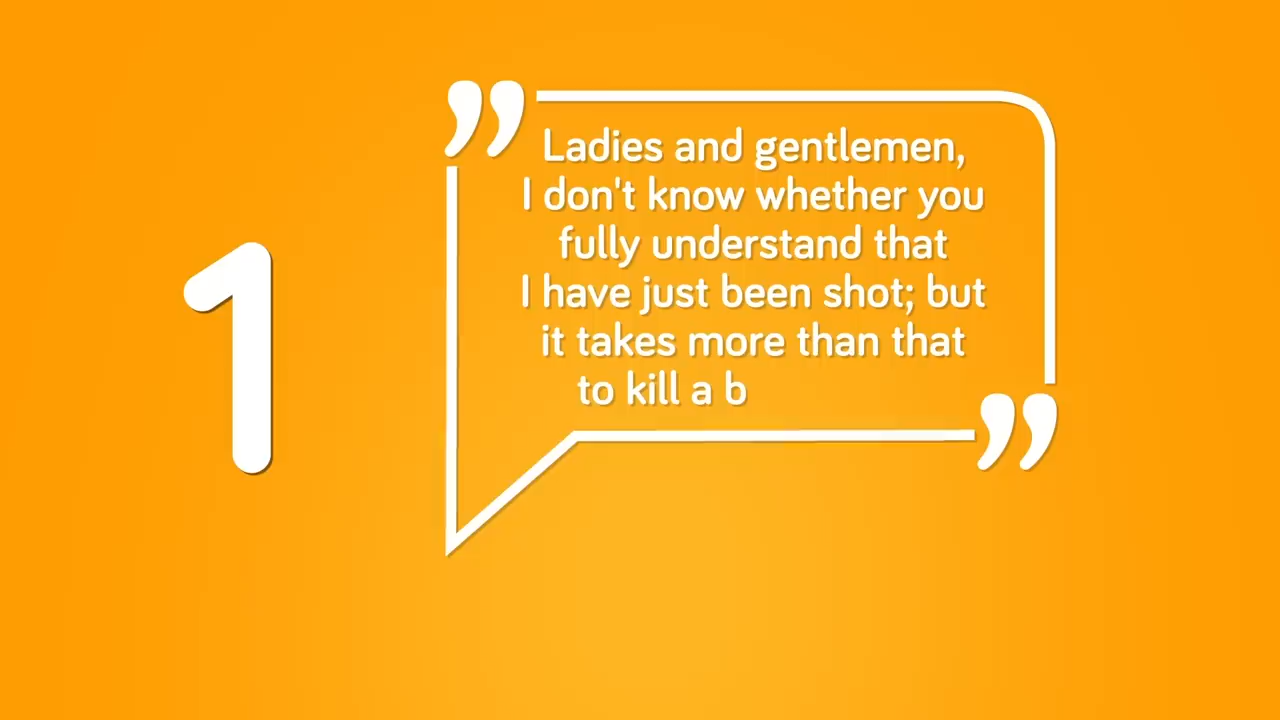 1
Ladies and gentlemen,
I don't know whether you
fully understand that
I have just been shot; but
it takes more than that
to kill a b